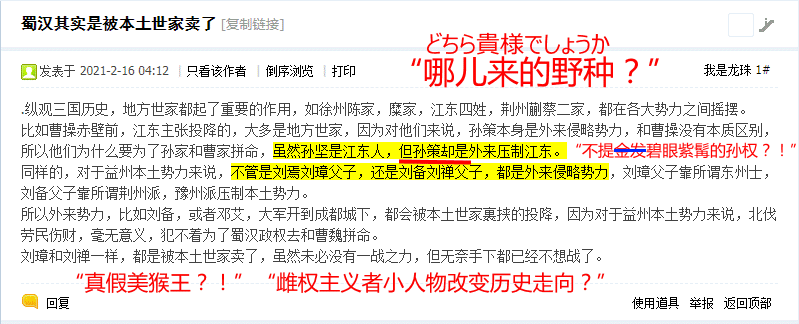 蜀汉其实是被本土世家卖了 [复制链接]
どちら貴様でしょうか
“哪儿来的野种？”
发表于 2021-2-16 04:12 | 只看该作者 | 倒序浏览 | 打印
我是龙珠 1#
.纵观三国历史，地方世家都起了重要的作用，如徐州陈家，糜家，江东四姓，荆州蒯蔡二家，都在各大势力之间摇摆。
比如曹操赤壁前，江东主张投降的，大多是地方世家，因为对他们来说，孙策本身是外来侵略势力，和曹操没有本质区别，
所以他们为什么要为了孙家和曹家拼命，虽然孙坚是江东人，但孙策却是外来压制江东。“不提金发碧眼紫髯的孙权？！”
同样的，对于益州本土势力来说，不管是刘焉刘璋父子，还是刘备刘禅父子，都是外来侵略势力，刘璋父子靠所谓东州士，
刘备父子靠所谓荆州派，豫州派压制本土势力。
所以外来势力，比如刘备，或者邓艾，大军开到成都城下，都会被本土世家裹挟的投降，因为对于益州本土势力来说，北伐
劳民伤财，毫无意义，犯不着为了蜀汉政权去和曹魏拼命。
刘璋和刘禅一样，都是被本土世家卖了，虽然未必没有一战之力，但无奈手下都已经不想战了。
“真假美猴王？！”“雌权主义者小人物改变历史走向？”
回复
使用道具 举报 返回顶部